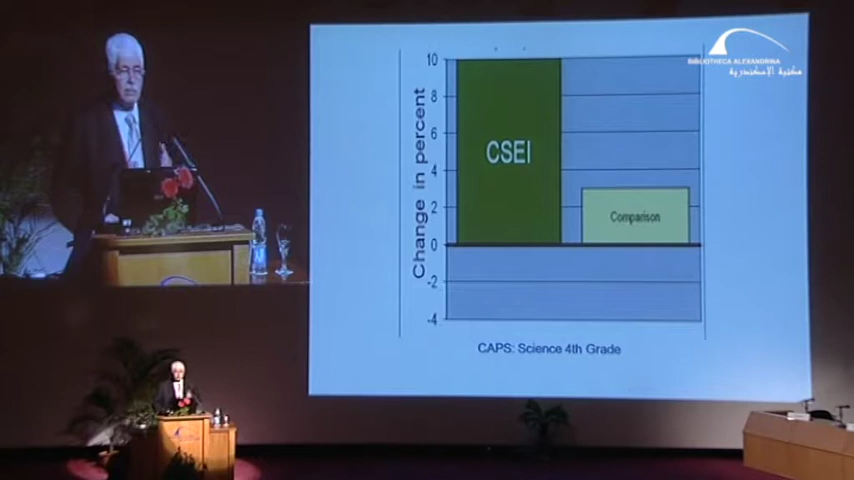 BIBLIOTHECA ALEXANDRINA
مكتبة الإسكندرية
Change in percent
10
8
6
4
2
0
-2
-4
CSEI
Comparison
CAPS: Science 4th Grade